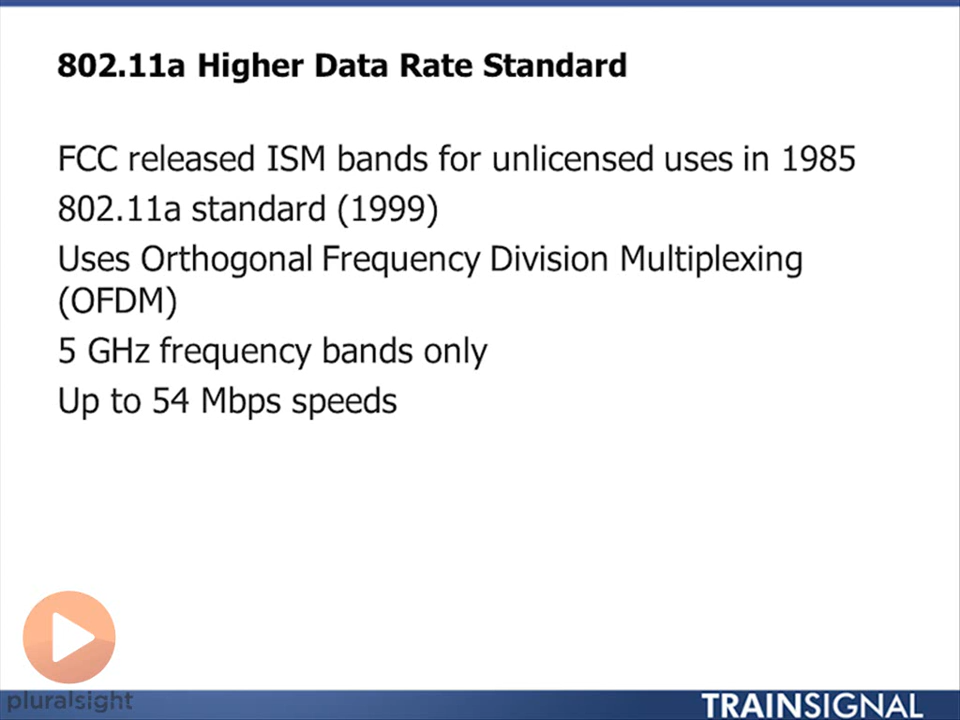 802.11a Higher Data Rate Standard
FCC released ISM bands for unlicensed uses in 1985
802.11a standard (1999)
Uses Orthogonal Frequency Division Multiplexing
(OFDM)
5 GHz frequency bands only
Up to 54 Mbps speeds
pluralsight
TRAINSIGNAL